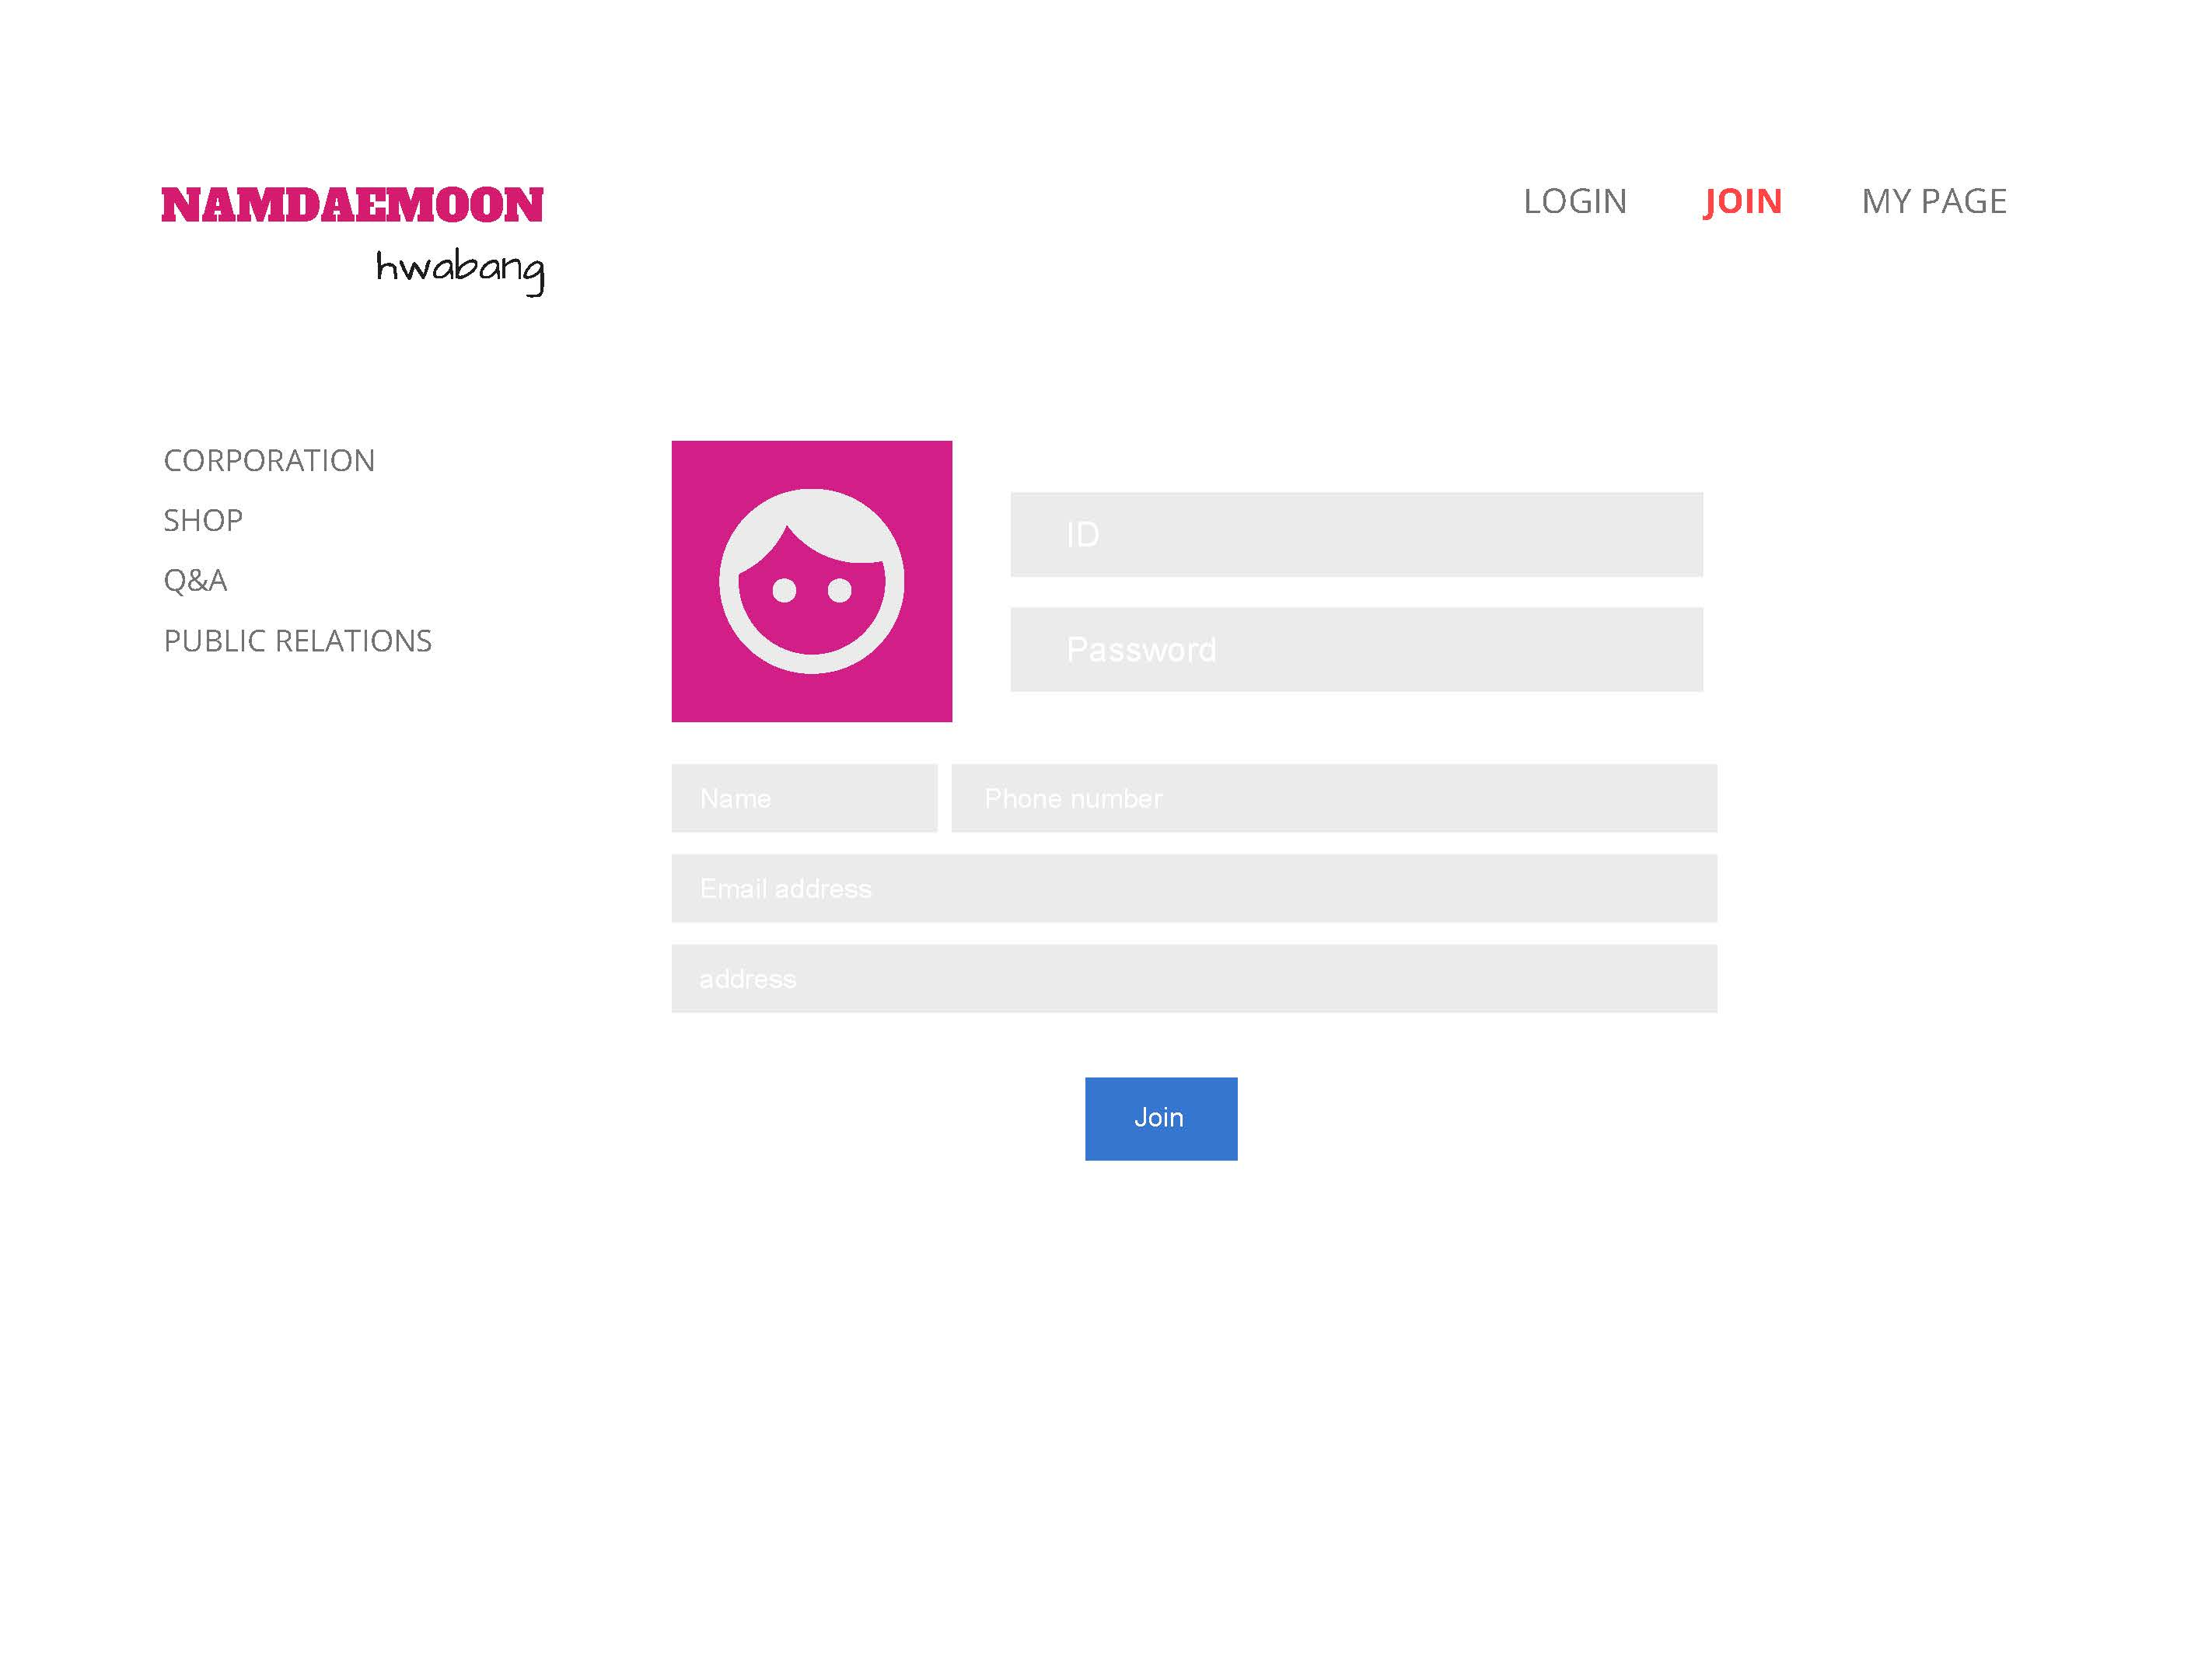 NAMDAEMOON
hwabang
LOGIN JOIN MY PAGE
CORPORATION
SHOP
Q&A
PUBLIC RELATIONS
ID
Password
Name Phone number
Email address
address
Join